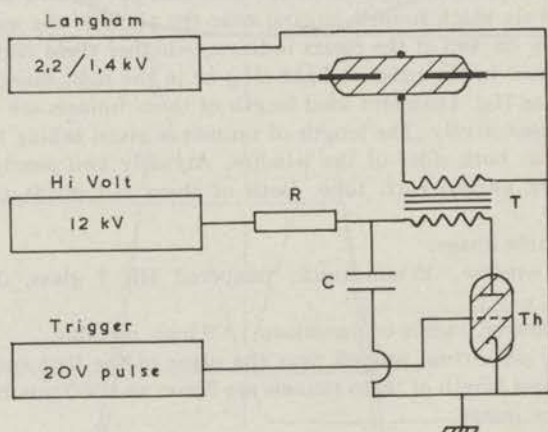 Langham
2,2/1,4 kV
T
Hi Volt
12 kV
R
C
Th
Trigger
20V pulse